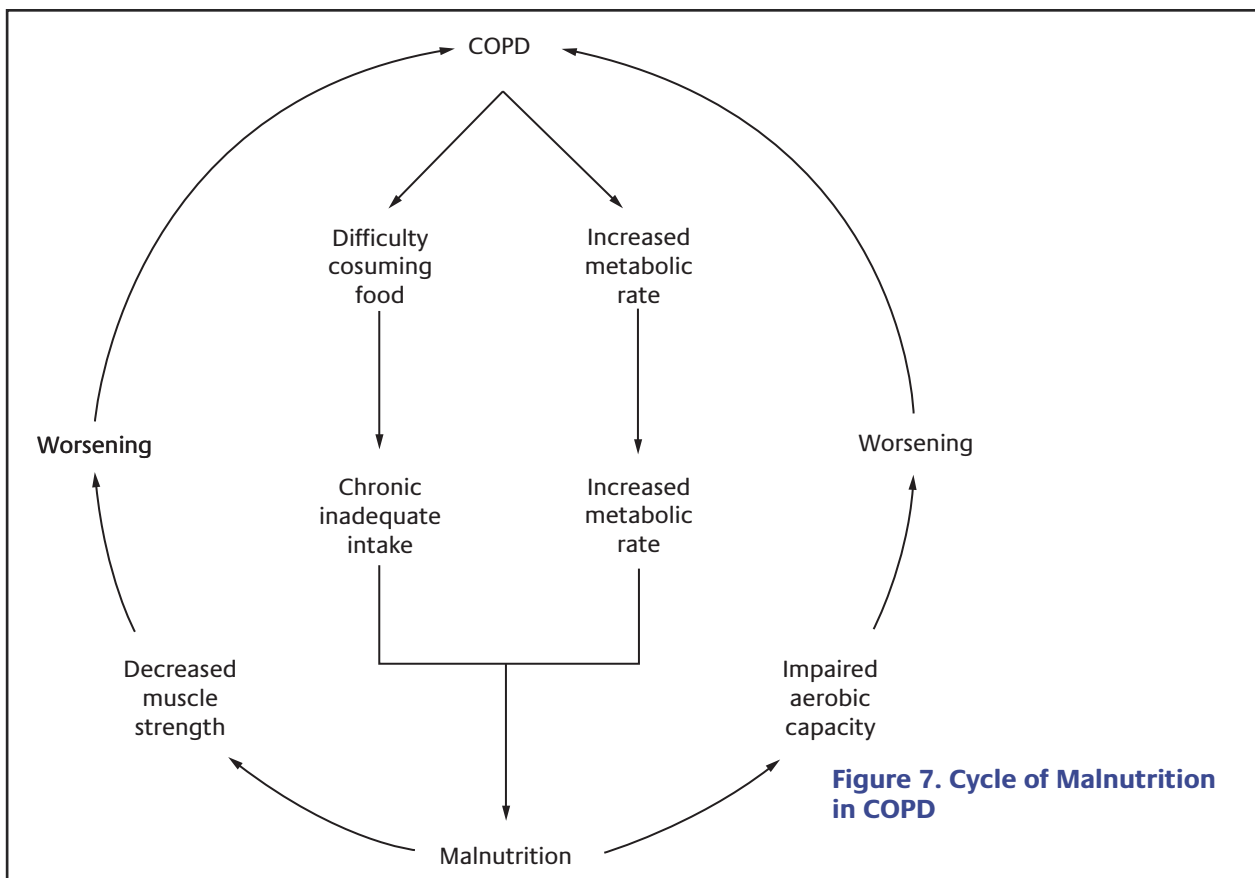 COPD
Difficulty
cosuming
food
Increased
metabolic
rate
Worsening
Worsening
Chronic
inadequate
intake
Increased
metabolic
rate
Decreased
muscle
strength
Impaired
aerobic
capacity
Figure 7. Cycle of Malnutrition
in COPD
Malnutrition